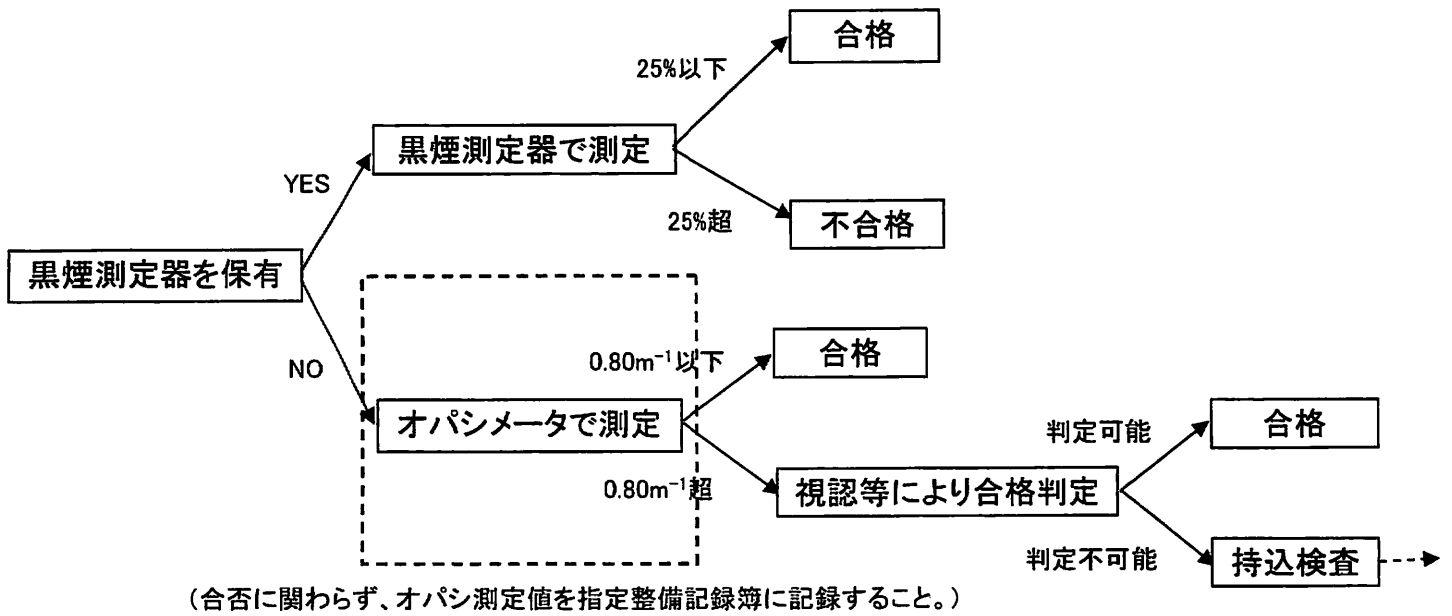 合格
25%以下
黒煙測定器で測定
YES
25%超
不合格
黒煙測定器を保有
NO
0.80m⁻¹以下
合格
オパシメータで測定
判定可能
合格
0.80m⁻¹超
視認等により合格判定
判定不可能
持込検査
(合否に関わらず、オパシ測定値を指定整備記録簿に記録すること。)